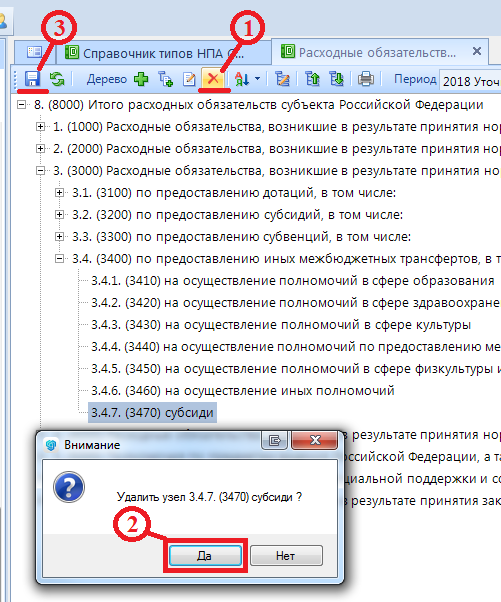 3
1
Справочник типов НПА (
Расходные обязательств...
Дерево
Период
2018 Уточ
8. (8000) Итого расходных обязательств субъекта Российской Федерации
1. (1000) Расходные обязательства, возникшие в результате принятия нор
2. (2000) Расходные обязательства, возникшие в результате принятия нор
3. (3000) Расходные обязательства, возникшие в результате принятия но
3.1. (3100) по предоставлению дотаций, в том числе:
3.2. (3200) по предоставлению субсидий, в том числе:
3.3. (3300) по предоставлению субвенций, в том числе:
3.4. (3400) по предоставлению иных межбюджетных трансфертов, в т
3.4.1. (3410) на осуществление полномочий в сфере образования
3.4.2. (3420) на осуществление полномочий в сфере здравоохране
3.4.3. (3430) на осуществление полномочий в сфере культуры
3.4.4. (3440) на осуществление полномочий по предоставлению ме
3.4.5. (3450) на осуществление полномочий в сфере физкультуры и
3.4.6. (3460) на осуществление иных полномочий
3.4.7. (3470) субсиди
в результате принятия нор
Внимание
оссийской Федерации, а та
Удалить узел 3.4.7. (3470) субсиди ?
циальной поддержки и со
в результате принятия зак
2
Да
Нет